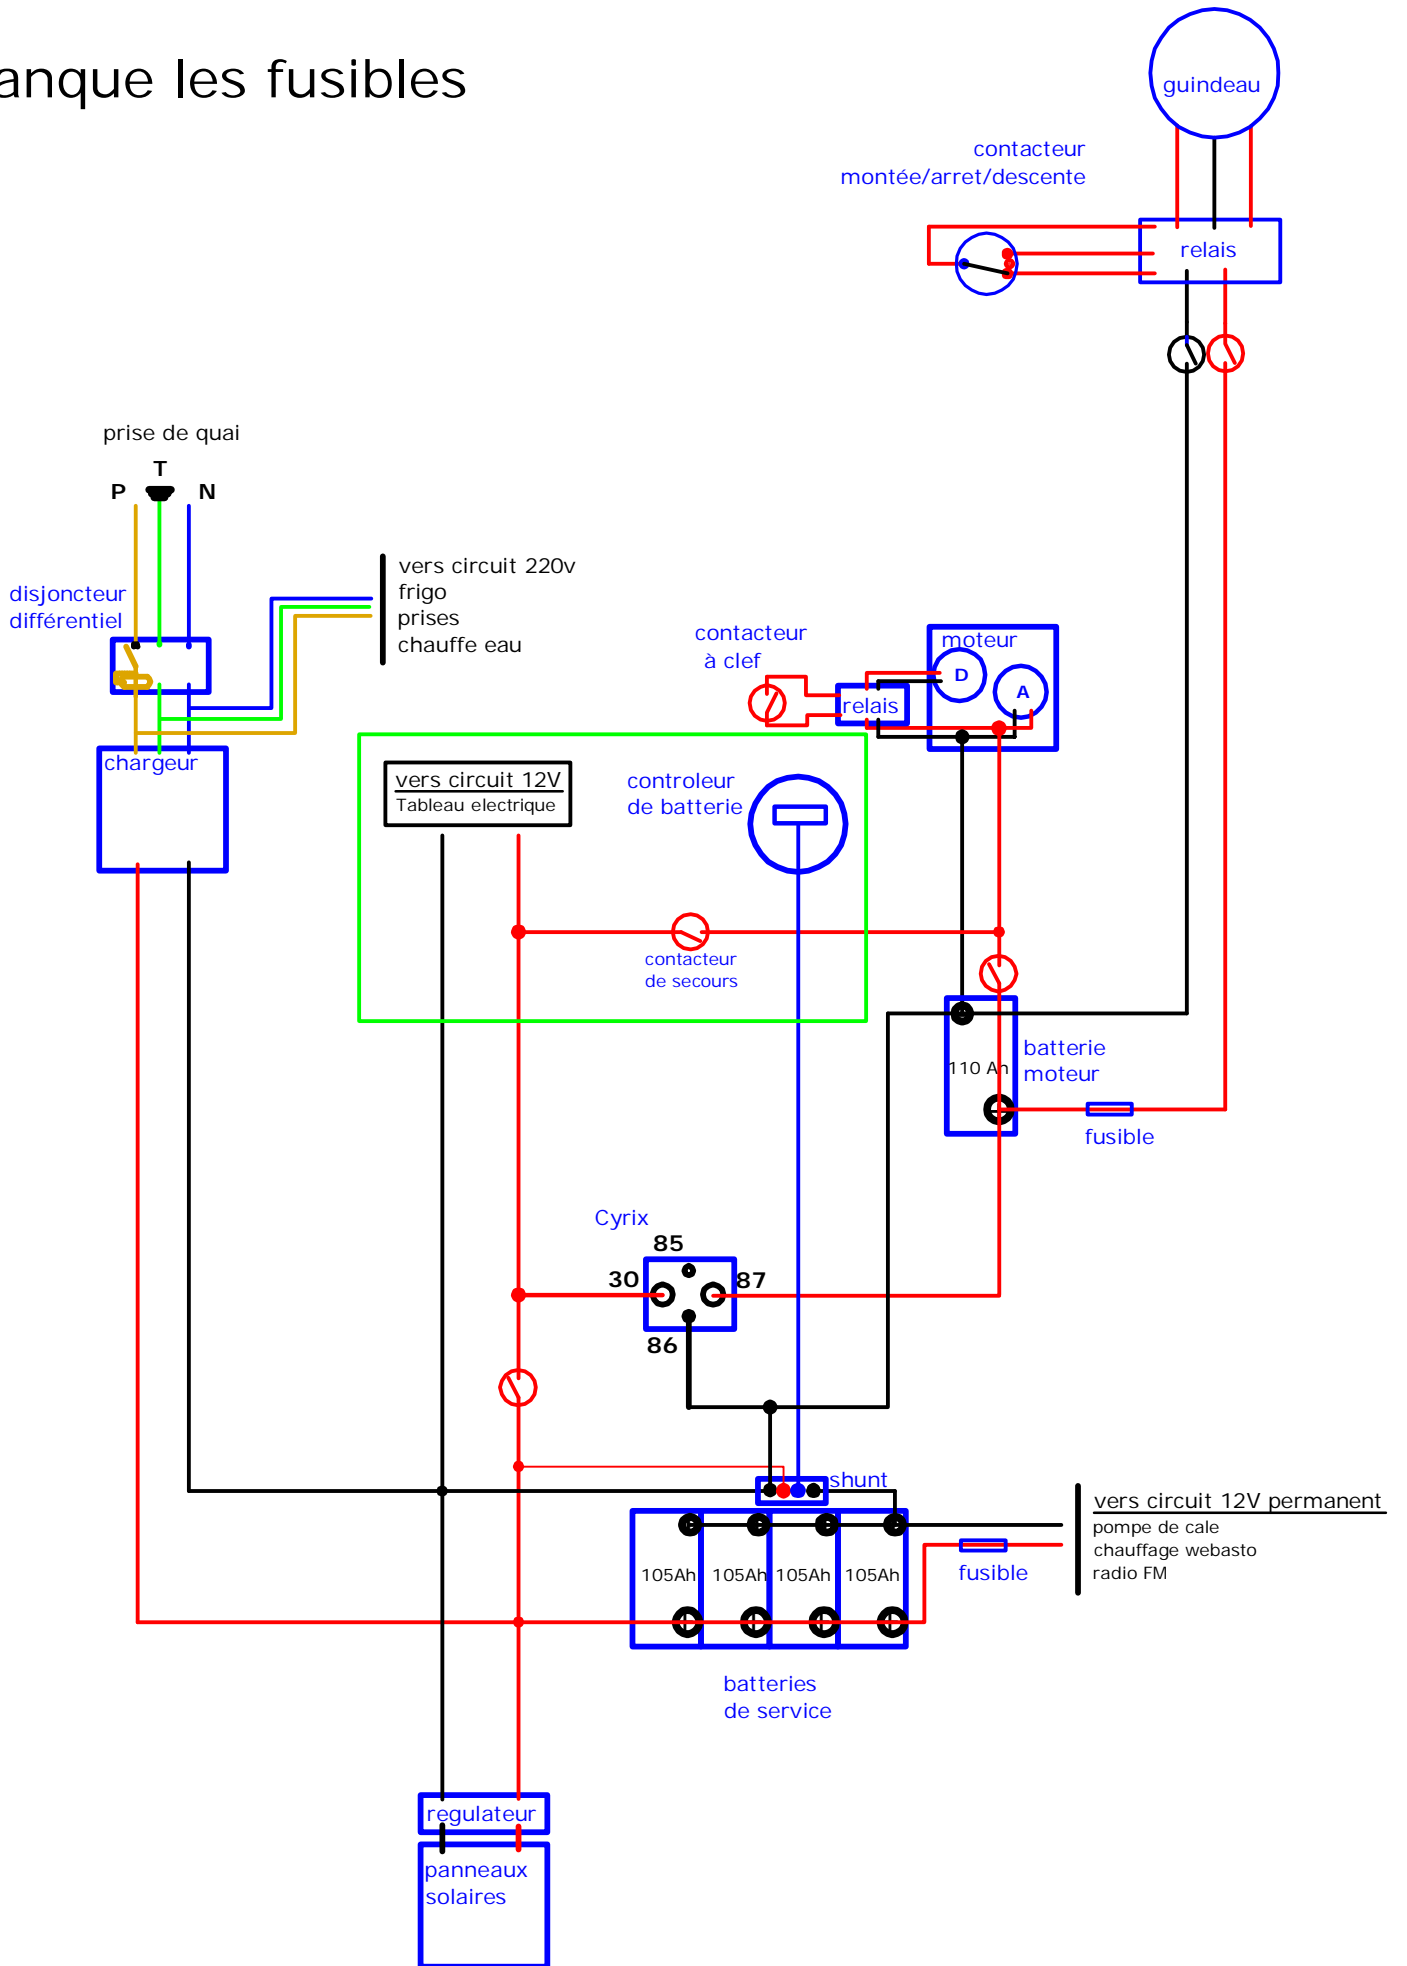 anque les fusibles
guindeau
contacteur
montée/arret/descente
relais
prise de quai
T
P
N
vers circuit 220v
frigo
prises
chauffe eau
disjoncteur
différentiel
contacteur
à clef
moteur
D
A
relais
chargeur
vers circuit 12V
Tableau electrique
controleur
de batterie
contacteur
de secours
batterie
moteur
110 Ah
fusible
Cyrix
85
30
87
86
shunt
vers circuit 12V permanent
pompe de cale
chauffage webasto
radio FM
fusible
105Ah
105Ah
105Ah
105Ah
batteries
de service
regulateur
panneaux
solaires